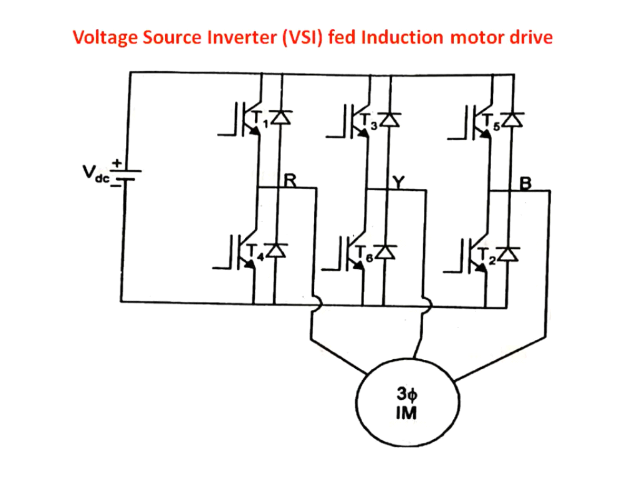 Voltage Source Inverter (VSI) fed Induction motor drive
T1 T3 T5
Vdc + −
R Y B
T4 T6 T2
3ϕ
IM